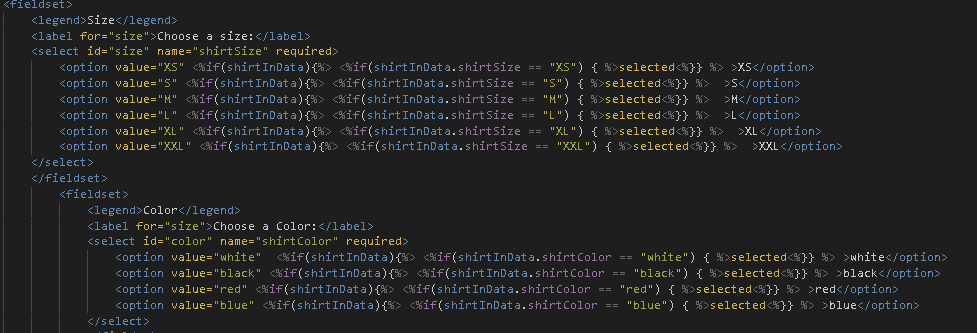 <fieldset>
<legend>Size</legend>
<label for="size">Choose a size:</label>
<select id="size" name="shirtSize" required>
<option value="XS" <%if(shirtInData){%> <%if(shirtInData.shirtSize == "XS") { %>selected<%}} %> >XS</option>
<option value="S" <%if(shirtInData){%> <%if(shirtInData.shirtSize == "S") { %>selected<%}} %>  >S</option>
<option value="M" <%if(shirtInData){%> <%if(shirtInData.shirtSize == "M") { %>selected<%}} %>  >M</option>
<option value="L" <%if(shirtInData){%> <%if(shirtInData.shirtSize == "L") { %>selected<%}} %>  >L</option>
<option value="XL" <%if(shirtInData){%> <%if(shirtInData.shirtSize == "XL") { %>selected<%}} %>  >XL</option>
<option value="XXL" <%if(shirtInData){%> <%if(shirtInData.shirtSize == "XXL") { %>selected<%}} %>  >XXL</option>
</select>
</fieldset>
<fieldset>
<legend>Color</legend>
<label for="size">Choose a Color:</label>
<select id="color" name="shirtColor" required>
<option value="white"  <%if(shirtInData){%> <%if(shirtInData.shirtColor == "white") { %>selected<%}} %> >white</option>
<option value="black" <%if(shirtInData){%> <%if(shirtInData.shirtColor == "black") { %>selected<%}} %> >black</option>
<option value="red" <%if(shirtInData){%> <%if(shirtInData.shirtColor == "red") { %>selected<%}} %> >red</option>
<option value="blue" <%if(shirtInData){%> <%if(shirtInData.shirtColor == "blue") { %>selected<%}} %> >blue</option>
</select>